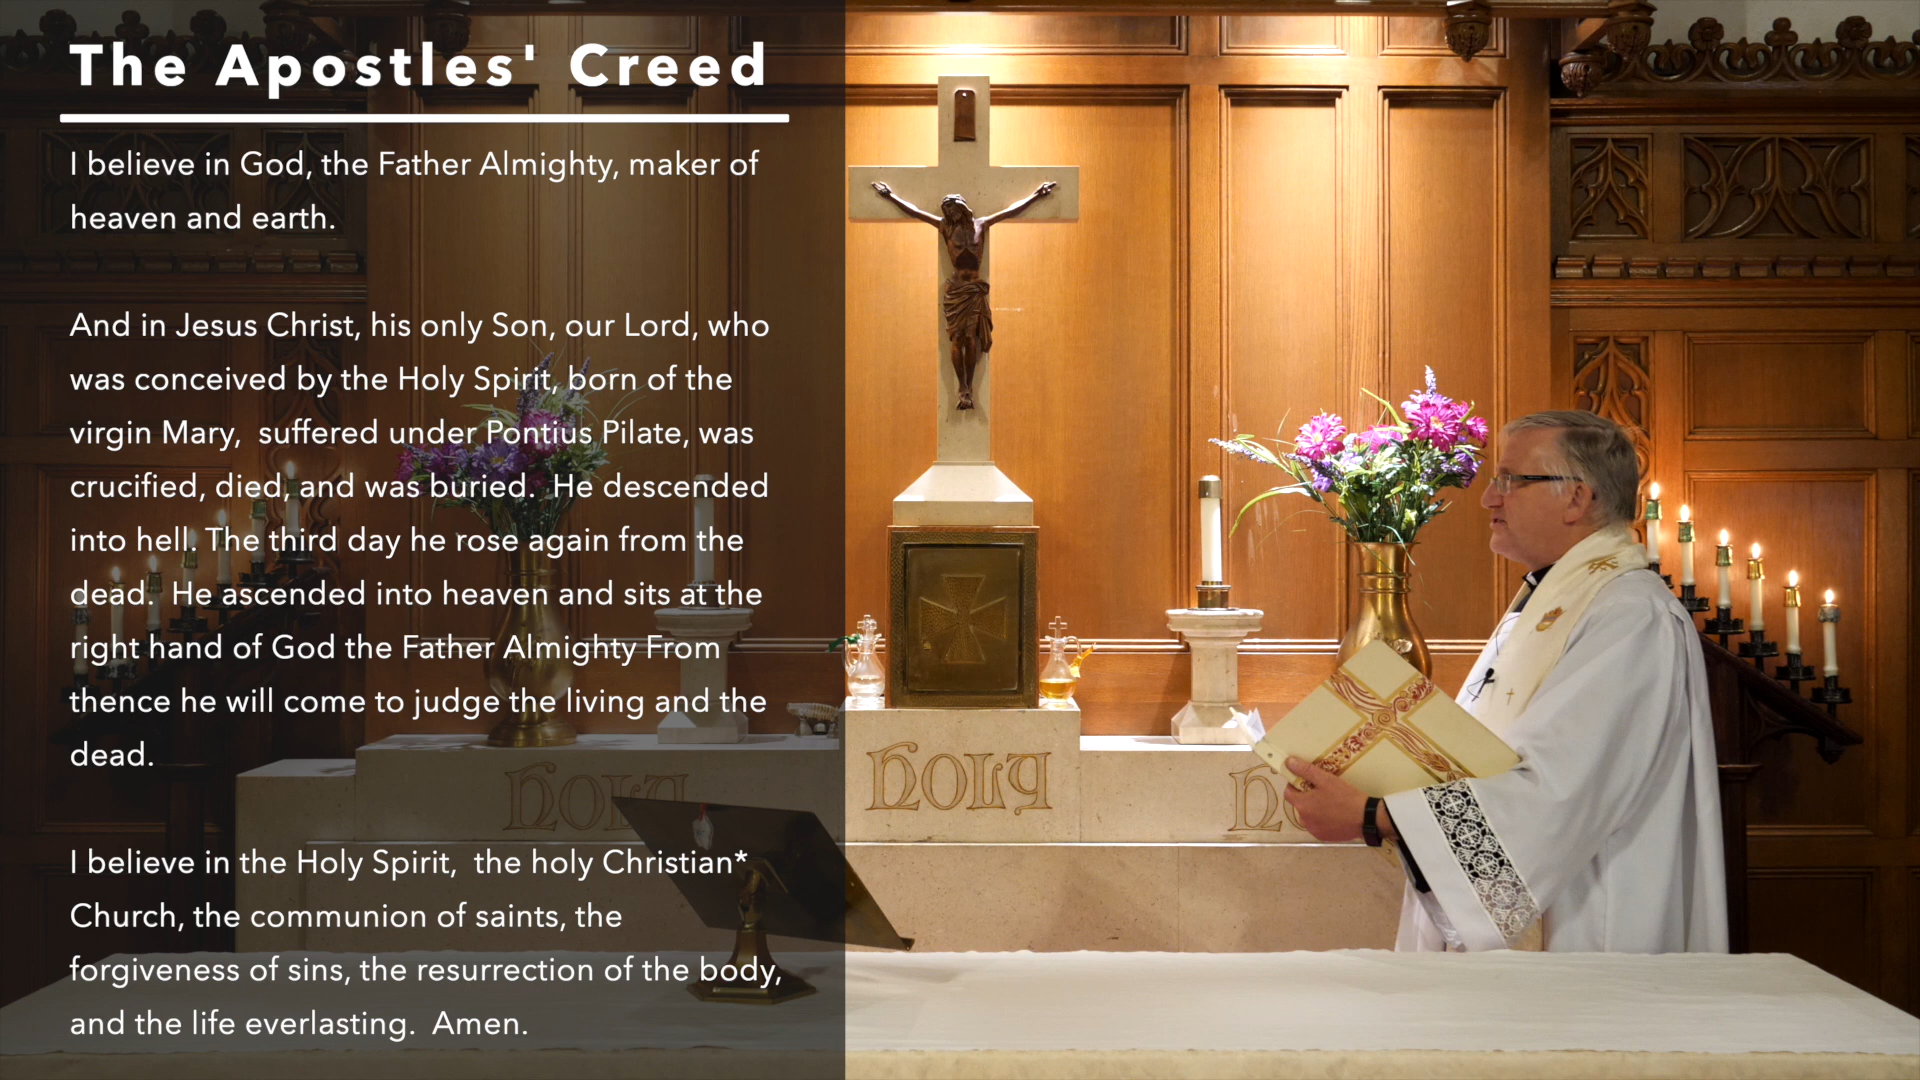 The Apostles' Creed
I believe in God, the Father Almighty, maker of
heaven and earth.
And in Jesus Christ, his only Son, our Lord, who
was conceived by the Holy Spirit, born of the
virgin Mary,  suffered under Pontius Pilate, was
crucified, died, and was buried.  He descended
into hell. The third day he rose again from the
dead.  He ascended into heaven and sits at the
right hand of God the Father Almighty From
thence he will come to judge the living and the
dead.
I believe in the Holy Spirit,  the holy Christian*
Church, the communion of saints, the
forgiveness of sins, the resurrection of the body,
and the life everlasting.  Amen.
HOLY HOLY